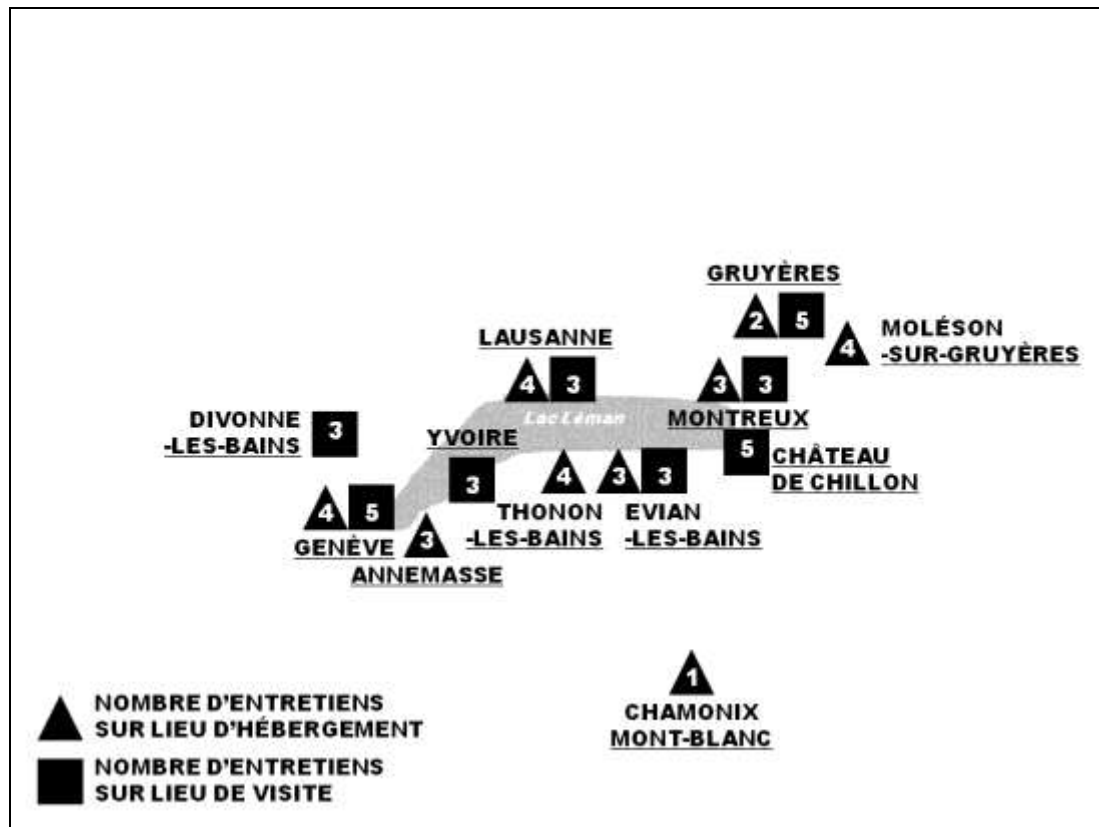 GRUYÈRES
2 5
4
MOLÉSON
-SUR-GRUYÈRES
LAUSANNE
4 3
3 3
MONTREUX
Lac Léman
DIVONNE
-LES-BAINS
3
YVOIRE
3
5
CHÂTEAU
DE CHILLON
4
THONON
-LES-BAINS
3 3
EVIAN
-LES-BAINS
4 5
GENÈVE
3
ANNEMASSE
1
CHAMONIX
MONT-BLANC
NOMBRE D'ENTRETIENS
SUR LIEU D'HÉBERGEMENT
NOMBRE D'ENTRETIENS
SUR LIEU DE VISITE